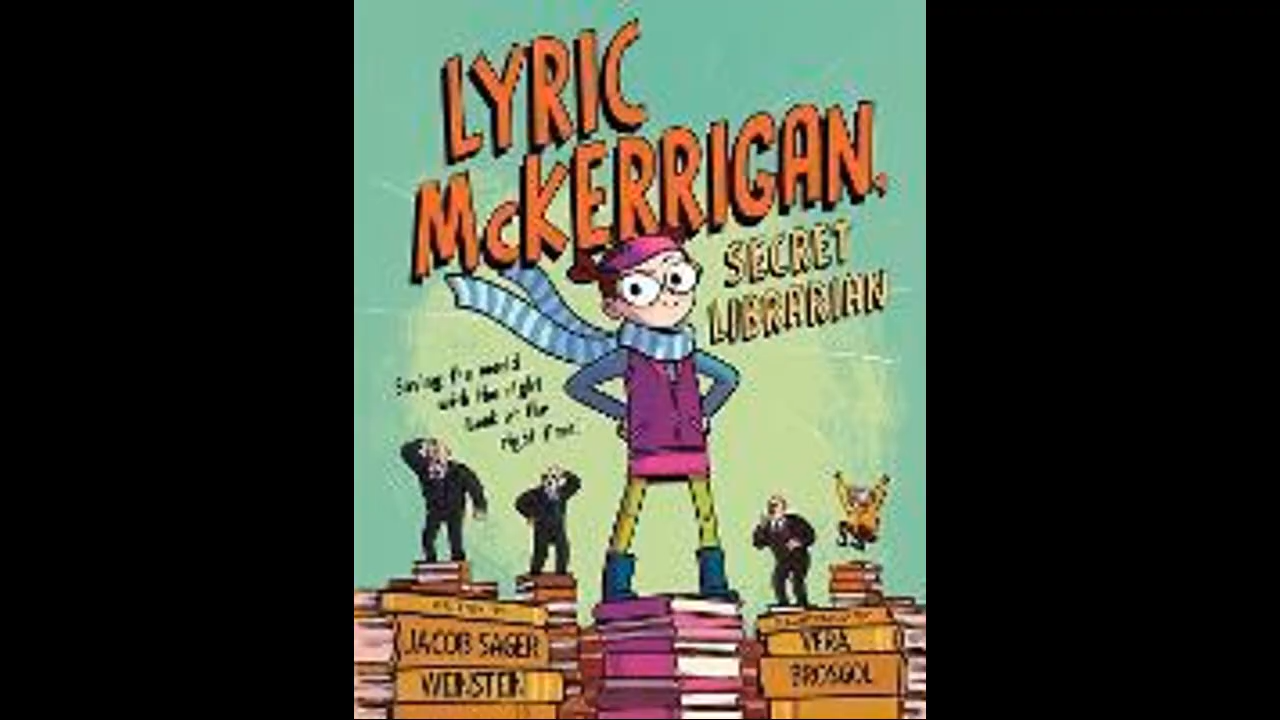 LYRIC
McKERRIGAN,
SECRET
LIBRARIAN
Saving the world
with the right
book at the
right time.
JACOB SAGER
WEINSTEIN
VERA
BROSGOL